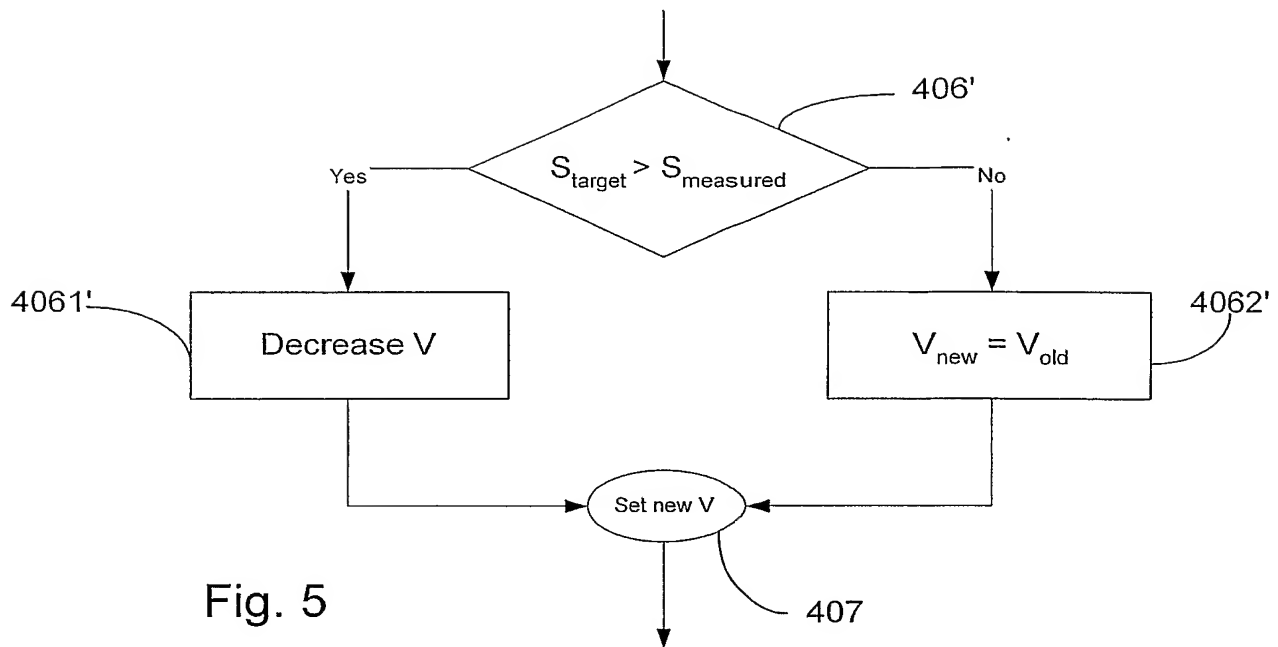 406'
S_target > S_measured
Yes
No
4061'
Decrease V
V_new = V_old
4062'
Set new V
407
Fig. 5